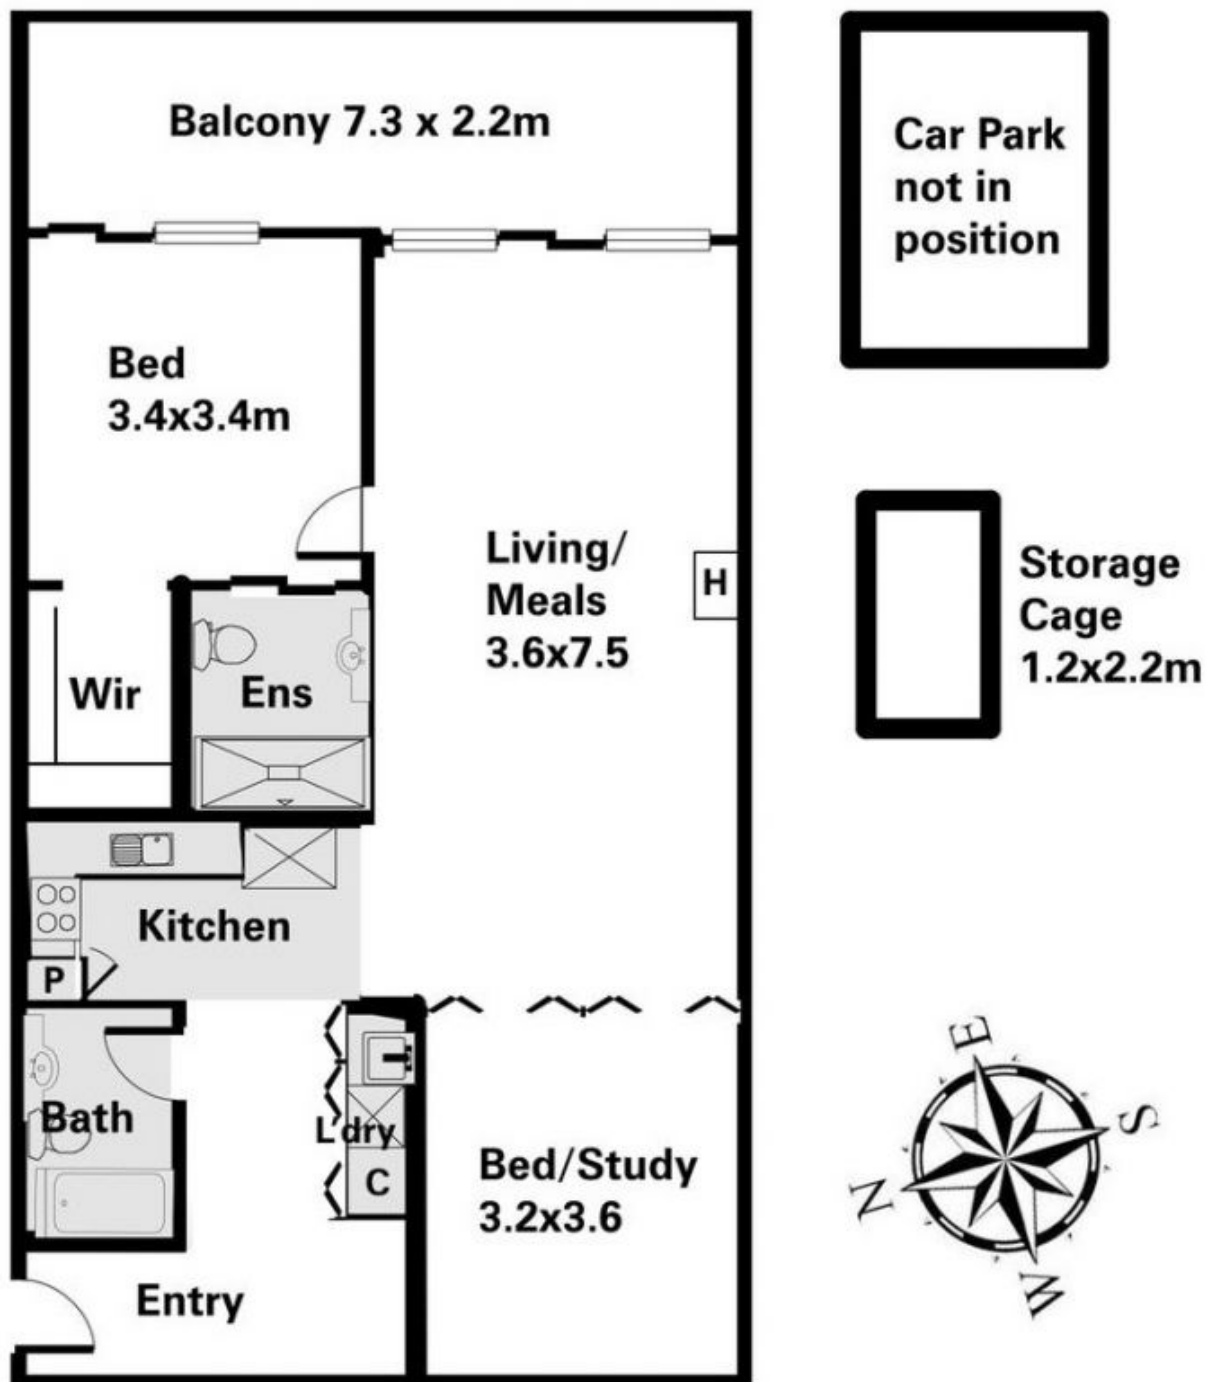 Balcony 7.3 x 2.2m
Car Park
not in
position
Bed
3.4x3.4m
Living/
Meals
3.6x7.5
H
Storage
Cage
1.2x2.2m
Wir
Ens
Kitchen
P
Bath
L'dry
C
Bed/Study
3.2x3.6
Entry
E
S
N
W